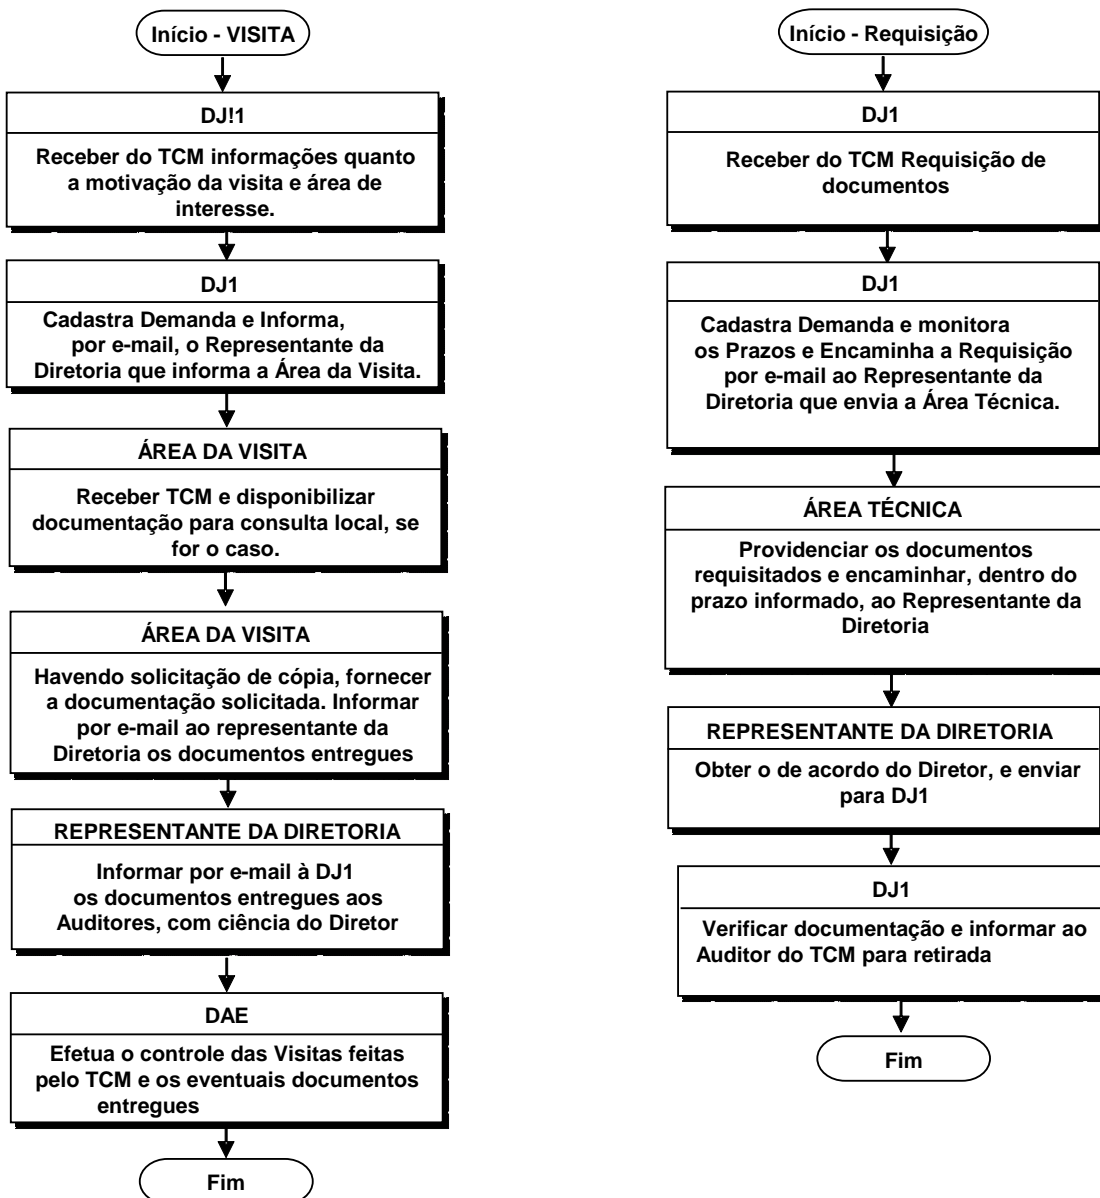 Início - VISITA
DJ!1
Receber do TCM informações quanto
a motivação da visita e área de
interesse.
DJ1
Cadastra Demanda e Informa,
por e-mail, o Representante da
Diretoria que informa a Área da Visita.
ÁREA DA VISITA
Receber TCM e disponibilizar
documentação para consulta local, se
for o caso.
ÁREA DA VISITA
Havendo solicitação de cópia, fornecer
a documentação solicitada. Informar
por e-mail ao representante da
Diretoria os documentos entregues
REPRESENTANTE DA DIRETORIA
Informar por e-mail à DJ1
os documentos entregues aos
Auditores, com ciência do Diretor
DAE
Efetua o controle das Visitas feitas
pelo TCM e os eventuais documentos
entregues
Fim
Início - Requisição
DJ1
Receber do TCM Requisição de
documentos
DJ1
Cadastra Demanda e monitora
os Prazos e Encaminha a Requisição
por e-mail ao Representante da
Diretoria que envia a Área Técnica.
ÁREA TÉCNICA
Providenciar os documentos
requisitados e encaminhar, dentro do
prazo informado, ao Representante da
Diretoria
REPRESENTANTE DA DIRETORIA
Obter o de acordo do Diretor, e enviar
para DJ1
DJ1
Verificar documentação e informar ao
Auditor do TCM para retirada
Fim